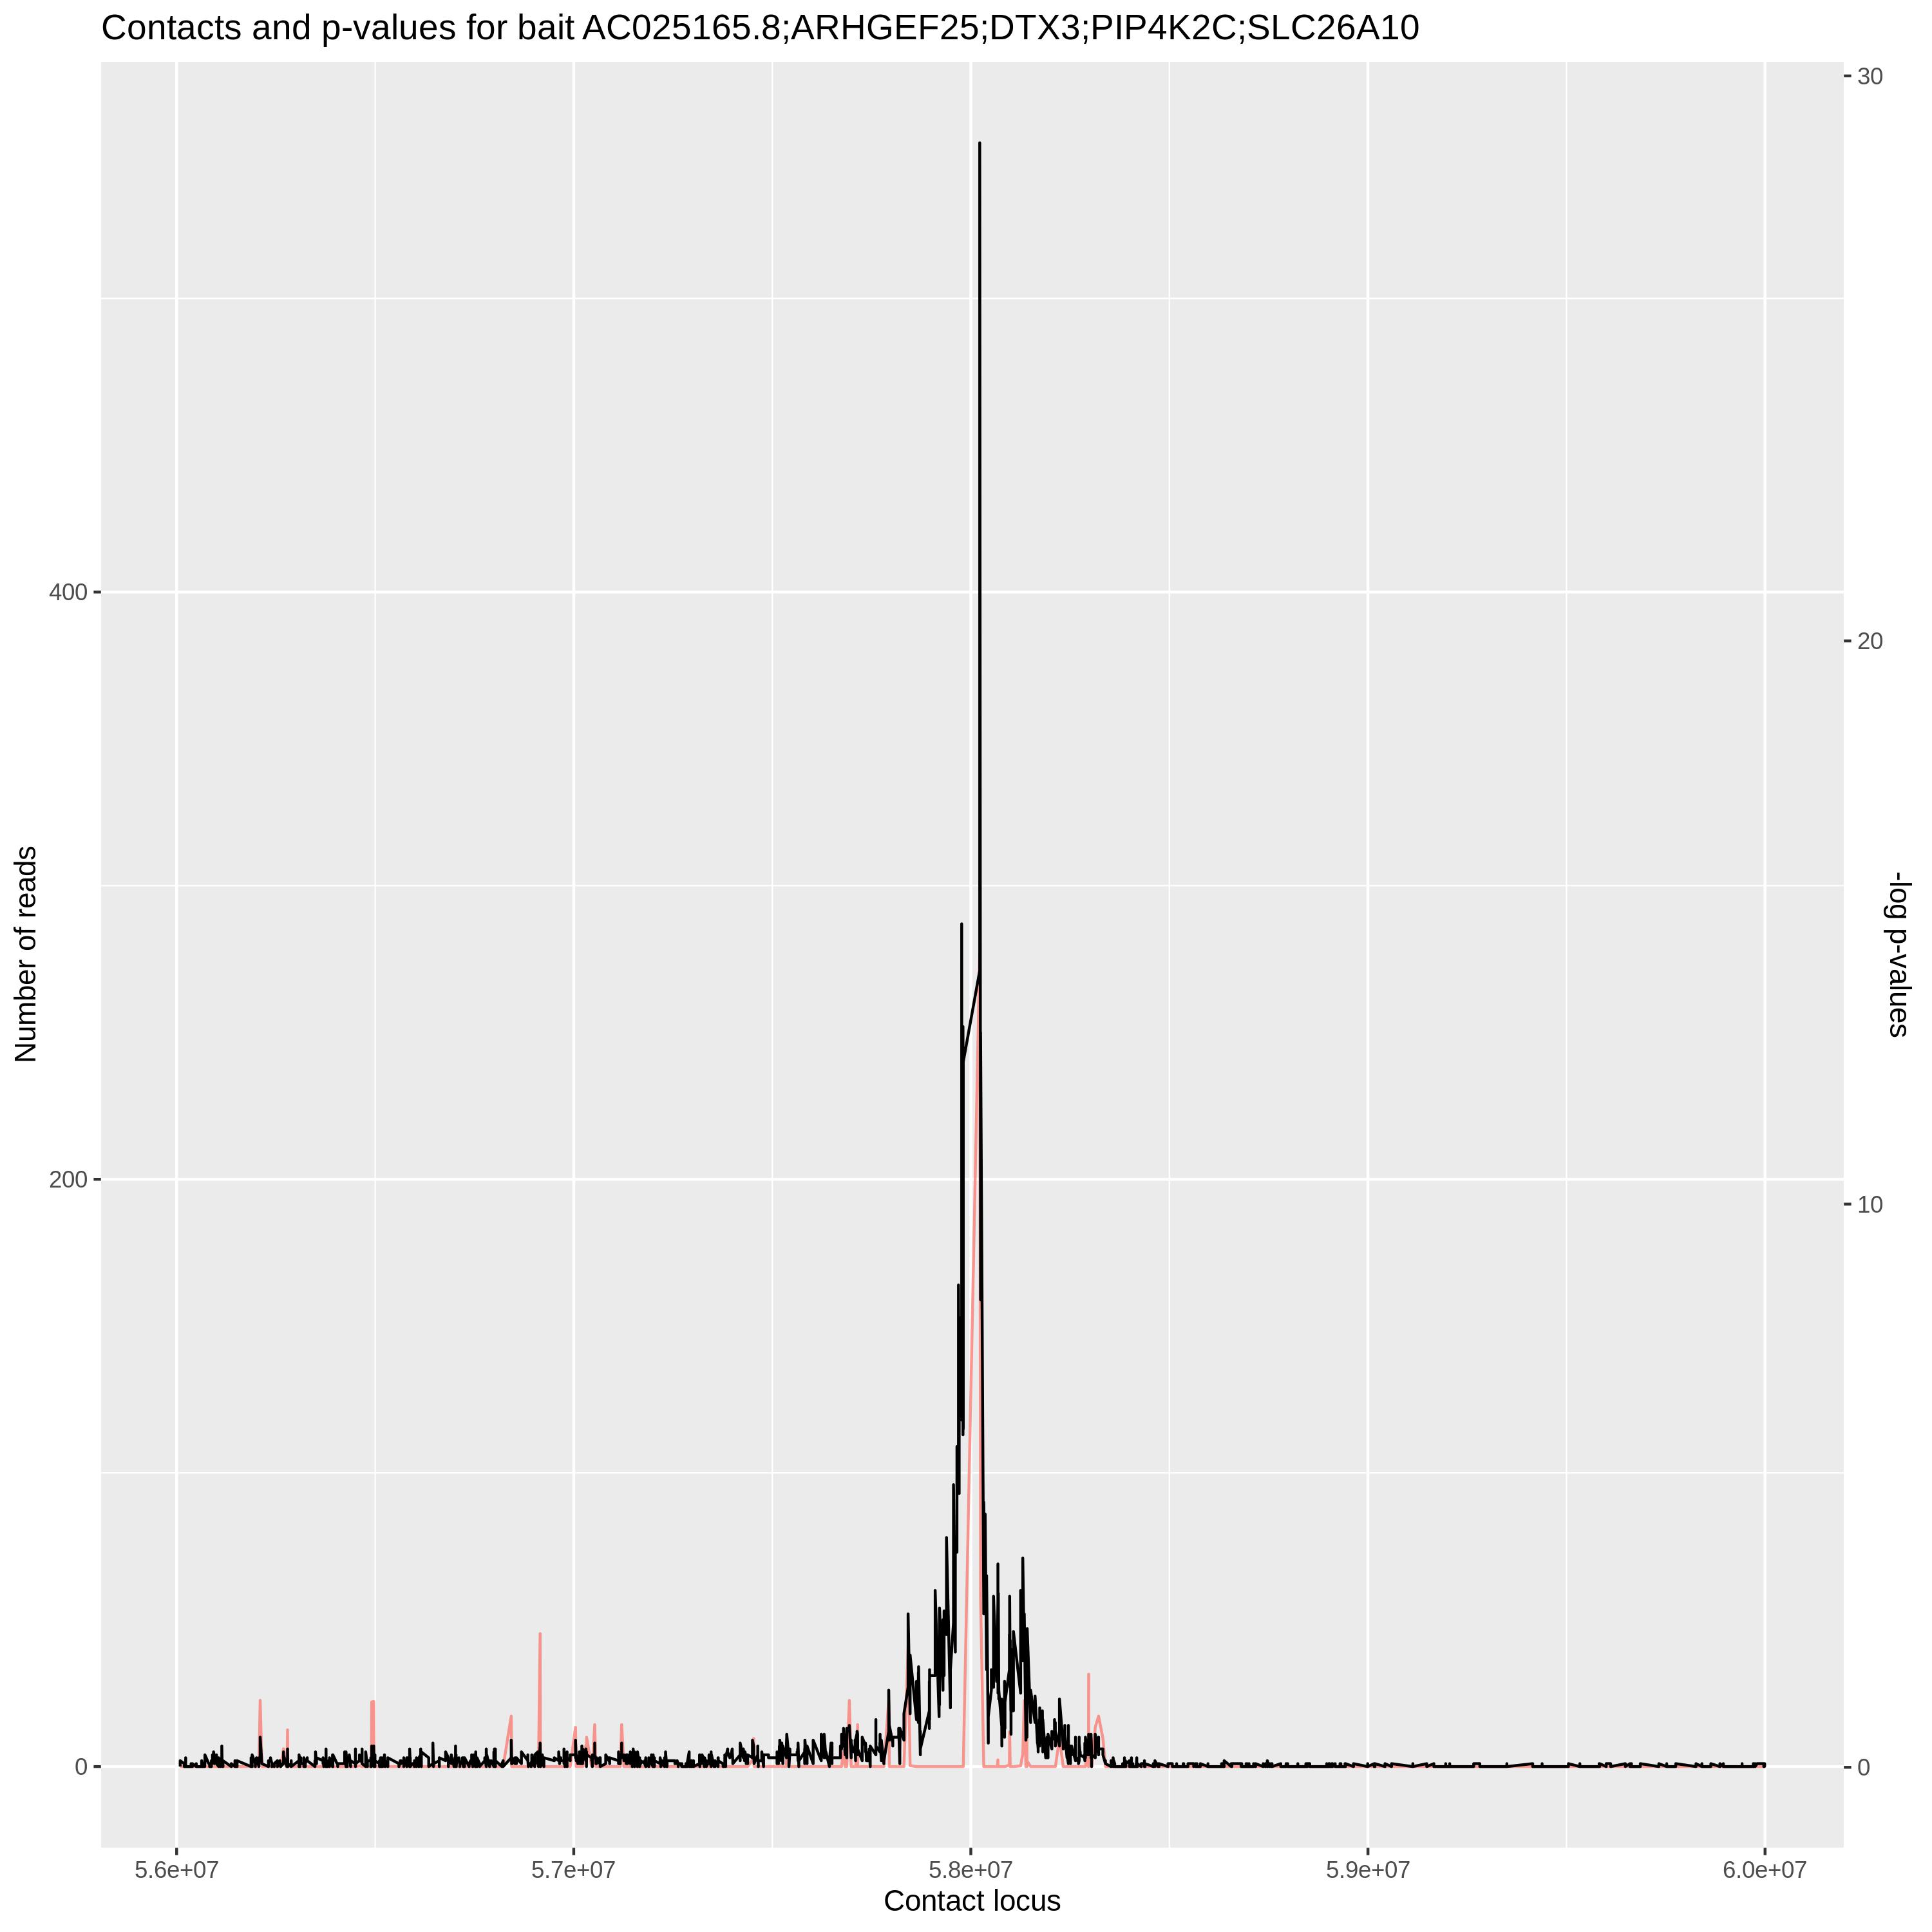 Contacts and p-values for bait AC025165.8;ARHGEF25;DTX3;PIP4K2C;SLC26A10
30
400
20
Number of reads
-log p-values
200
10
0
0
5.6e+07
5.7e+07
5.8e+07
5.9e+07
6.0e+07
Contact locus